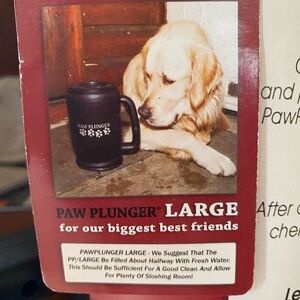 PAW PLUNGER
PAW PLUNGER® LARGE
for our biggest best friends
PAWPLUNGER LARGE - We Suggest That The
PP/LARGE Be Filled About Halfway With Fresh Water.
This Should Be Sufficient For A Good Clean And Allow
For Plenty Of Sloshing Room!
and
PawP
After
che